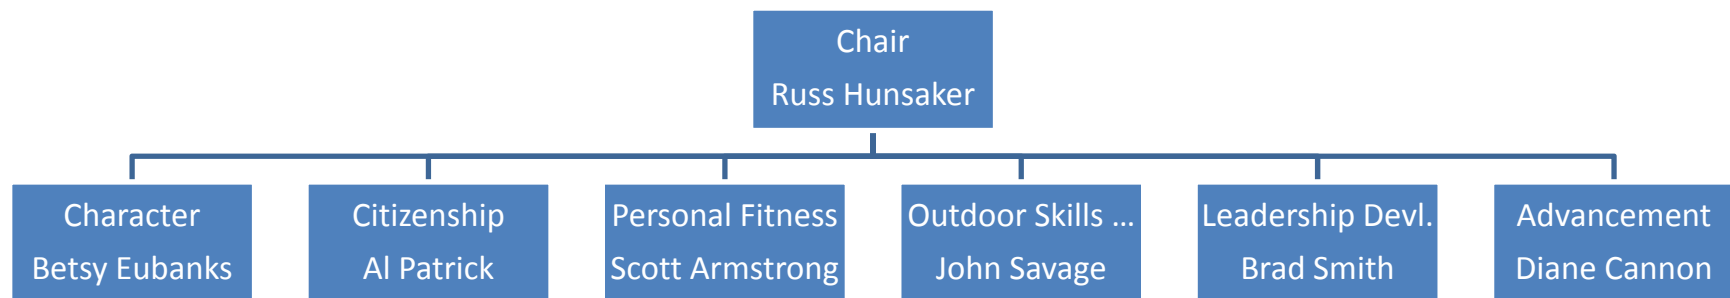 Chair
Russ Hunsaker
Character
Betsy Eubanks
Citizenship
Al Patrick
Personal Fitness
Scott Armstrong
Outdoor Skills ...
John Savage
Leadership Devl.
Brad Smith
Advancement
Diane Cannon